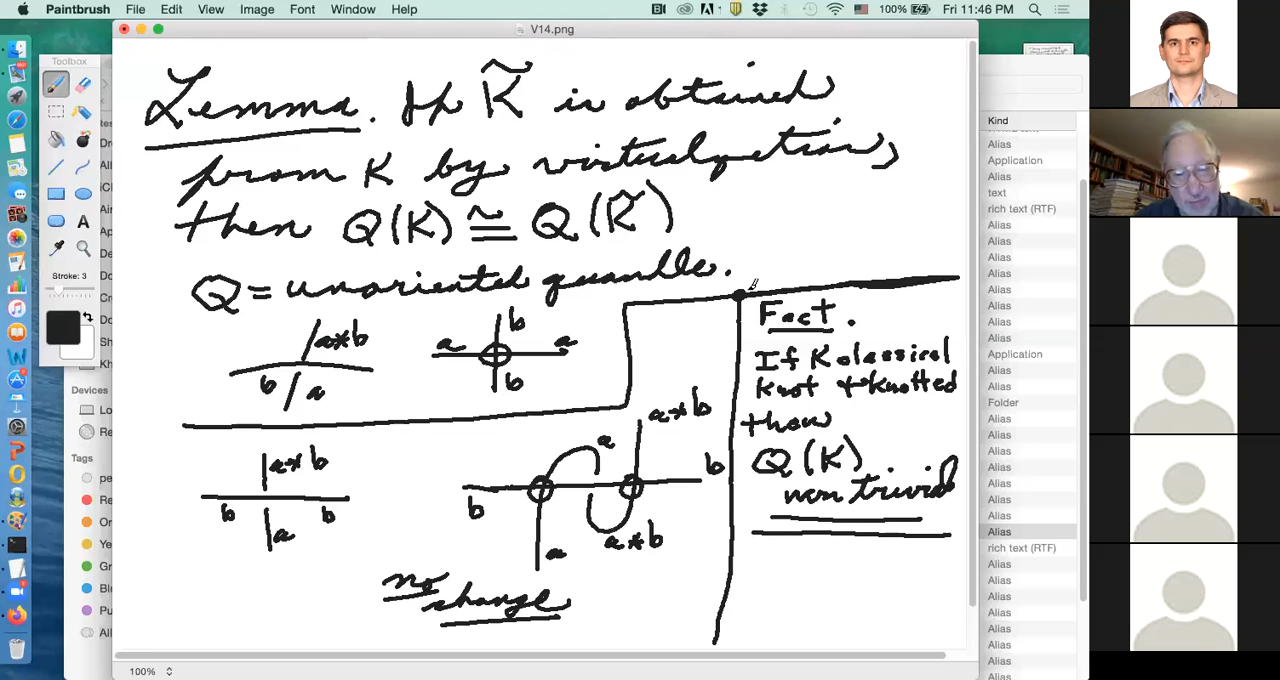 Paintbrush File Edit View Image Font Window Help
100% Fri 11:46 PM
V14.png
Toolbox
Stroke: 3
Devices
Tags
Lemma. If K̃ is obtained
from K by virtualization,
then Q(K) ≅ Q(K̃)
Q = unoriented quandle.
a*b
b a
b
a a
b
a*b
b b
a
a*b
a
b
b
a*b
a
no
change
Fact.
If K classical
knot & knotted
then
Q(K)
non trivial
100%
Kind
Alias
Application
Alias
text
rich text (RTF)
Alias
Alias
Alias
Alias
Alias
Alias
Application
Alias
Alias
Folder
Alias
Alias
Alias
Alias
Alias
Alias
Alias
Alias
rich text (RTF)
Alias
Alias
Alias
Alias
Alias
Alias
Alias